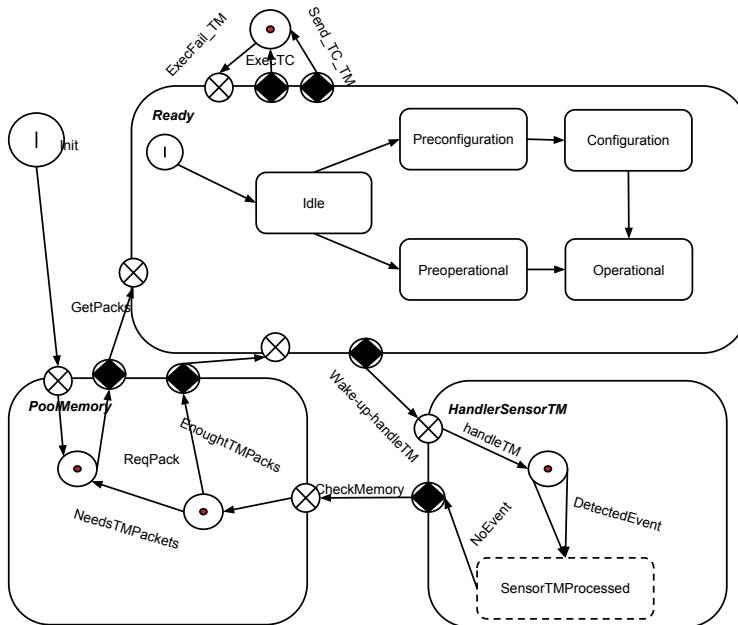 ExecFail_TM
ExecTC
Send_TC_TM
Ready
I
Init
I
Preconfiguration
Configuration
Idle
Preoperational
Operational
GetPacks
PoolMemory
Wake-up-handleTM
HandlerSensorTM
handleTM
ReqPack
EnoughtTMPacks
CheckMemory
NeedsTMPackets
NoEvent
DetectedEvent
SensorTMProcessed